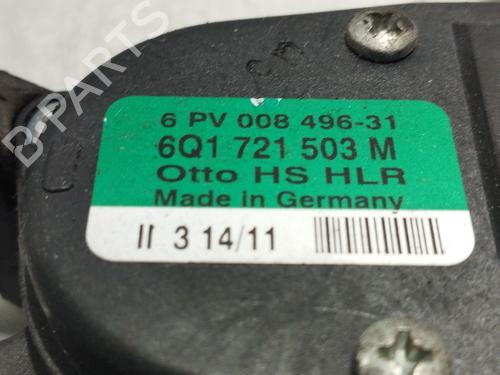 B-PARTS
6 PV 008 496-31
6Q1 721 503 M
Otto HS HLR
Made in Germany
II 3 14/11